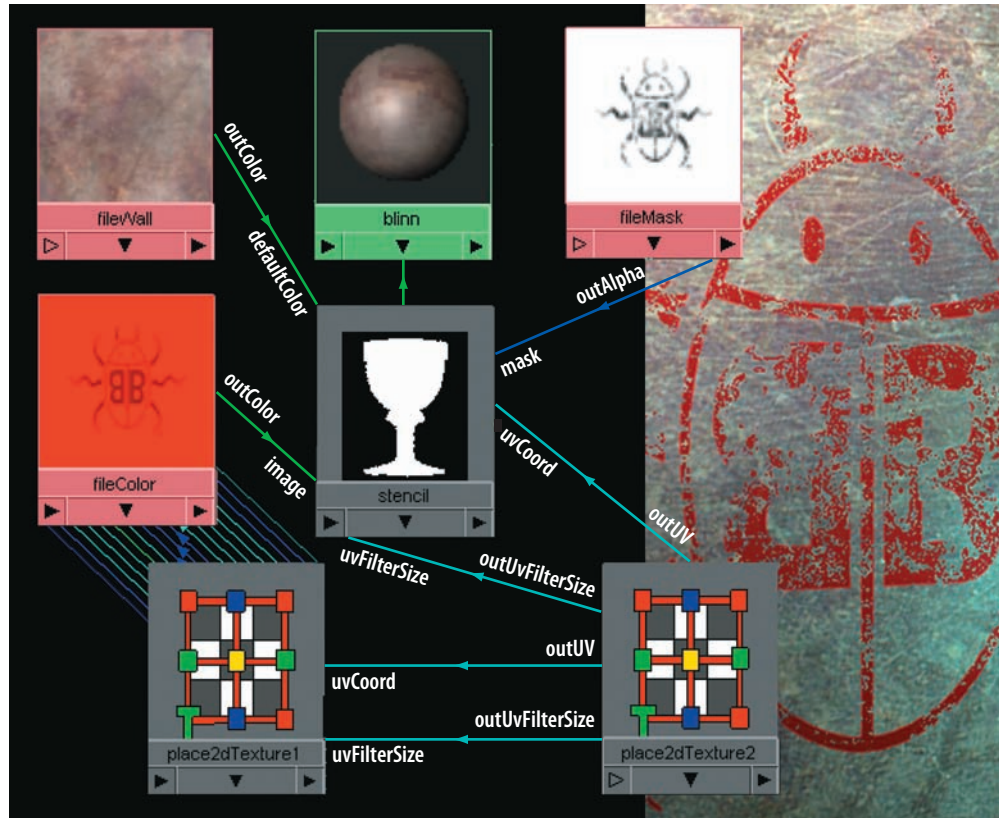 fileWall
blinn
fileMask
outColor
defaultColor
outAlpha
mask
fileColor
BB
outColor
image
stencil
uvCoord
outUV
uvFilterSize
outUvFilterSize
outUV
uvCoord
outUvFilterSize
uvFilterSize
place2dTexture1
place2dTexture2